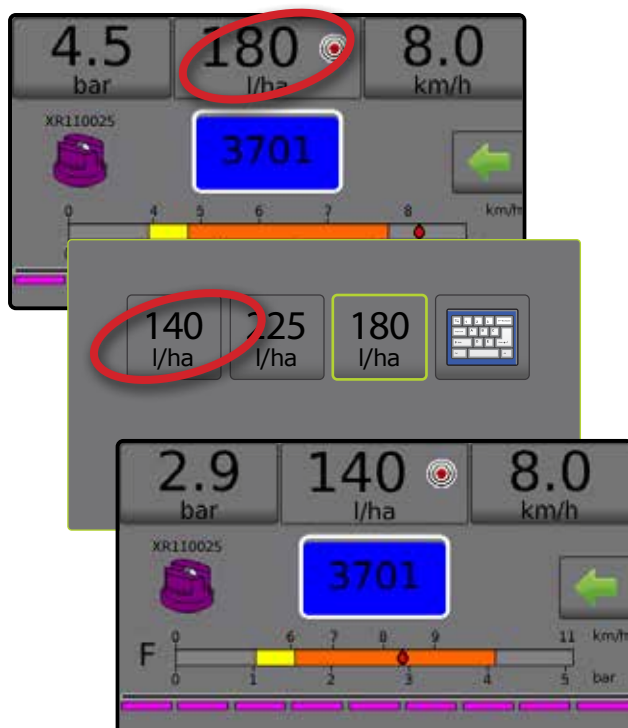 4.5 180 8.0
bar l/ha km/h
XR110025
3701
0 4 5 6 7 8 km/h
140 225 180
l/ha l/ha l/ha
2.9 140 8.0
bar l/ha km/h
XR110025
3701
0 6 7 8 9 11 km/h
F
0 1 2 3 4 5 bar